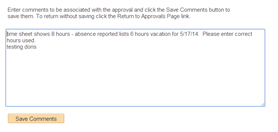 Enter comments to be associated with the approval and click the Save Comments button to
save them. To return without saving click the Return to Approvals Page link.
time sheet shows 8 hours - absence reported lists 6 hours vacation for 5/17/14. Please enter correct
hours used.
testing doris
Save Comments